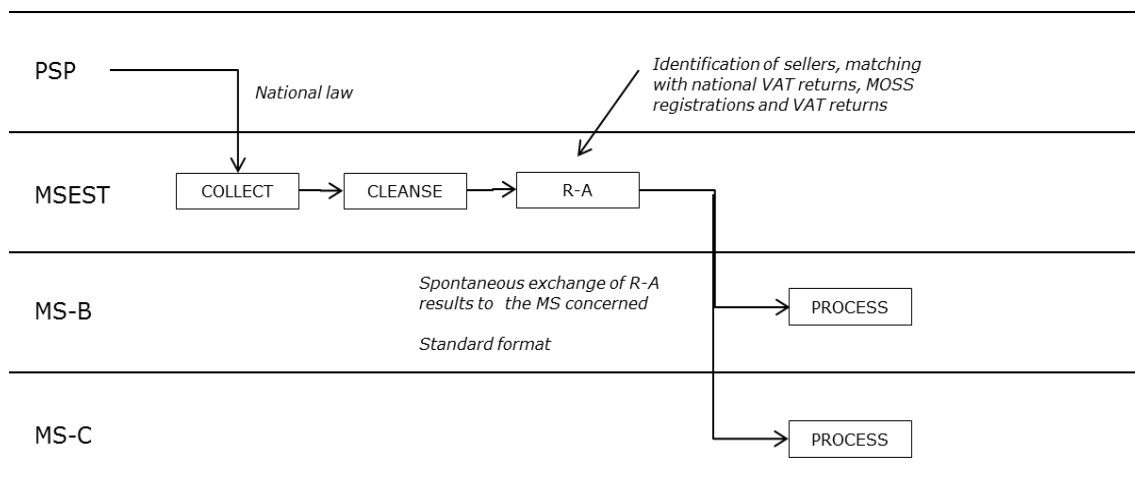 PSP
National law
Identification of sellers, matching
with national VAT returns, MOSS
registrations and VAT returns
MSEST
COLLECT
CLEANSE
R-A
MS-B
Spontaneous exchange of R-A
results to the MS concerned
Standard format
PROCESS
MS-C
PROCESS